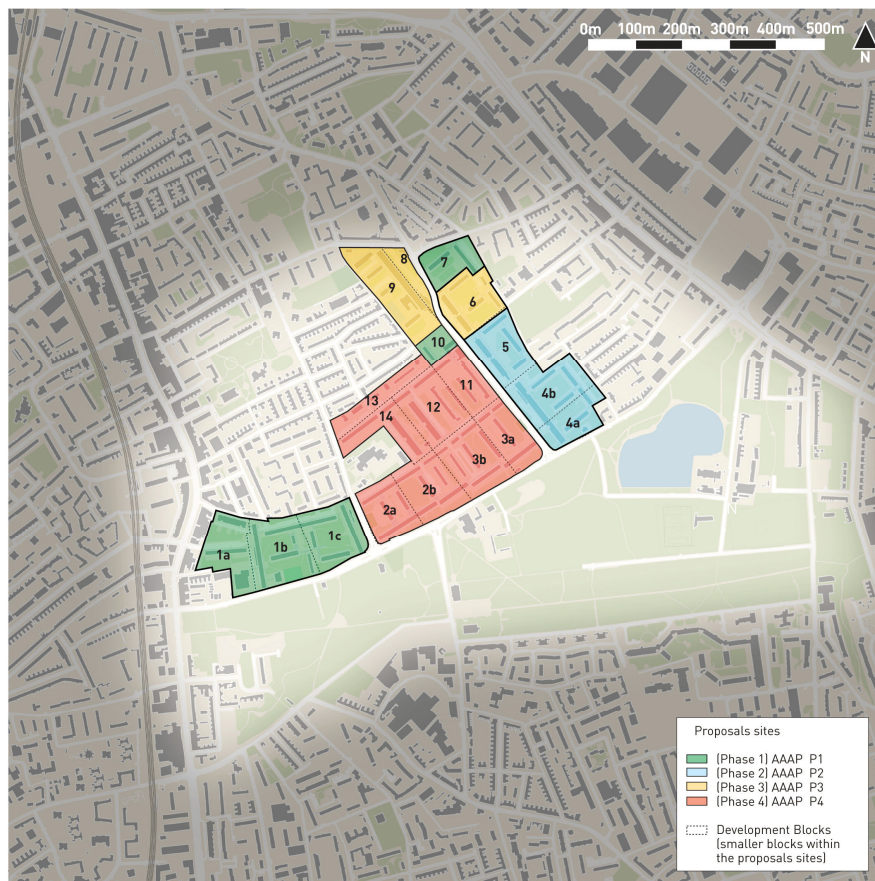 0m 100m 200m 300m 400m 500m
N
8
7
9
6
10
5
11
4b
13
12
14
4a
3a
3b
2b
2a
1c
1b
1a
Proposals sites
(Phase 1) AAAP P1
(Phase 2) AAAP P2
(Phase 3) AAAP P3
(Phase 4) AAAP P4
Development Blocks
(smaller blocks within
the proposals sites)